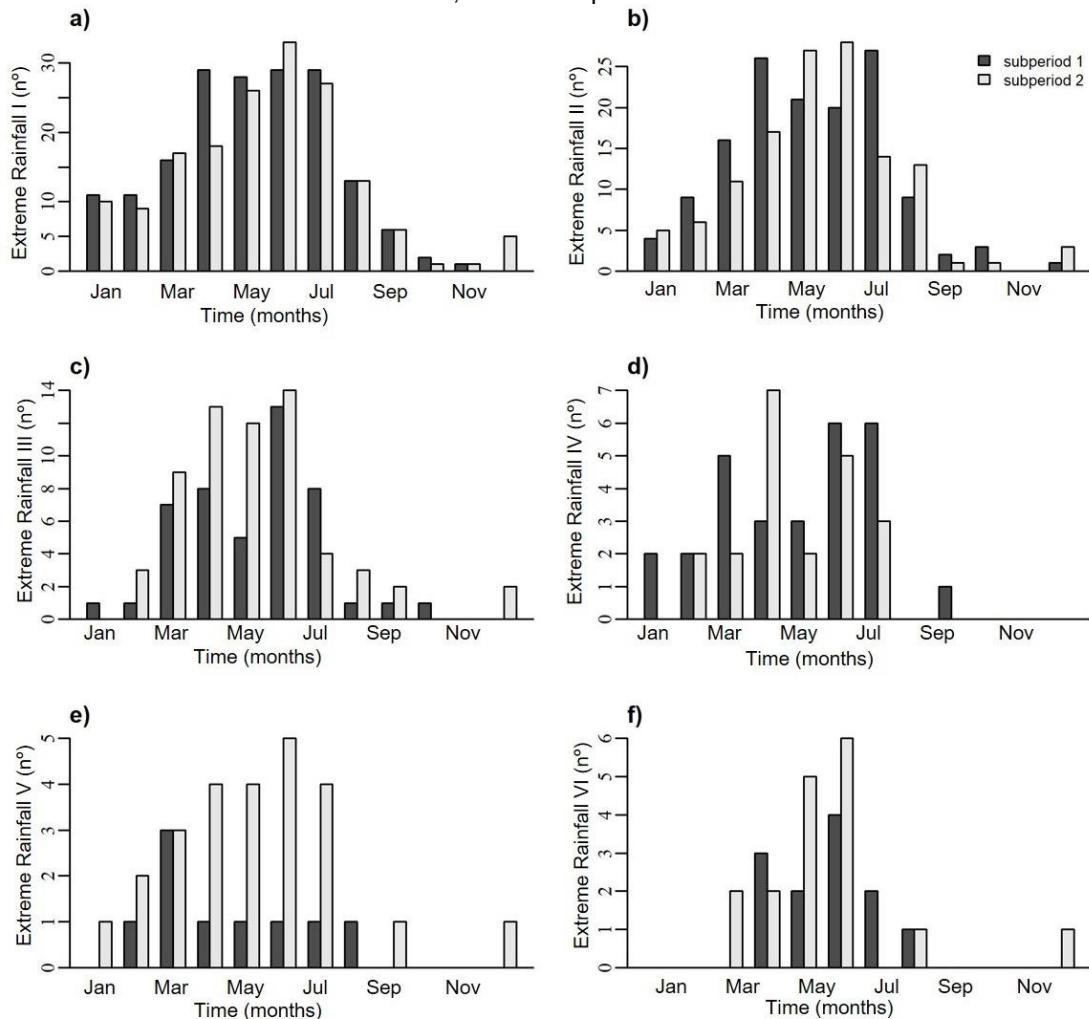 a)
Extreme Rainfall I (nº)
0 5 10 20 30
Jan Mar May Jul Sep Nov
Time (months)
b)
subperiod 1
subperiod 2
Extreme Rainfall II (nº)
0 5 10 15 20 25
Jan Mar May Jul Sep Nov
Time (months)
c)
Extreme Rainfall III (nº)
0 2 4 6 8 10 14
Jan Mar May Jul Sep Nov
Time (months)
d)
Extreme Rainfall IV (nº)
0 1 2 3 4 5 6 7
Jan Mar May Jul Sep Nov
Time (months)
e)
Extreme Rainfall V (nº)
0 1 2 3 4 5
Jan Mar May Jul Sep Nov
Time (months)
f)
Extreme Rainfall VI (nº)
0 1 2 3 4 5 6
Jan Mar May Jul Sep Nov
Time (months)